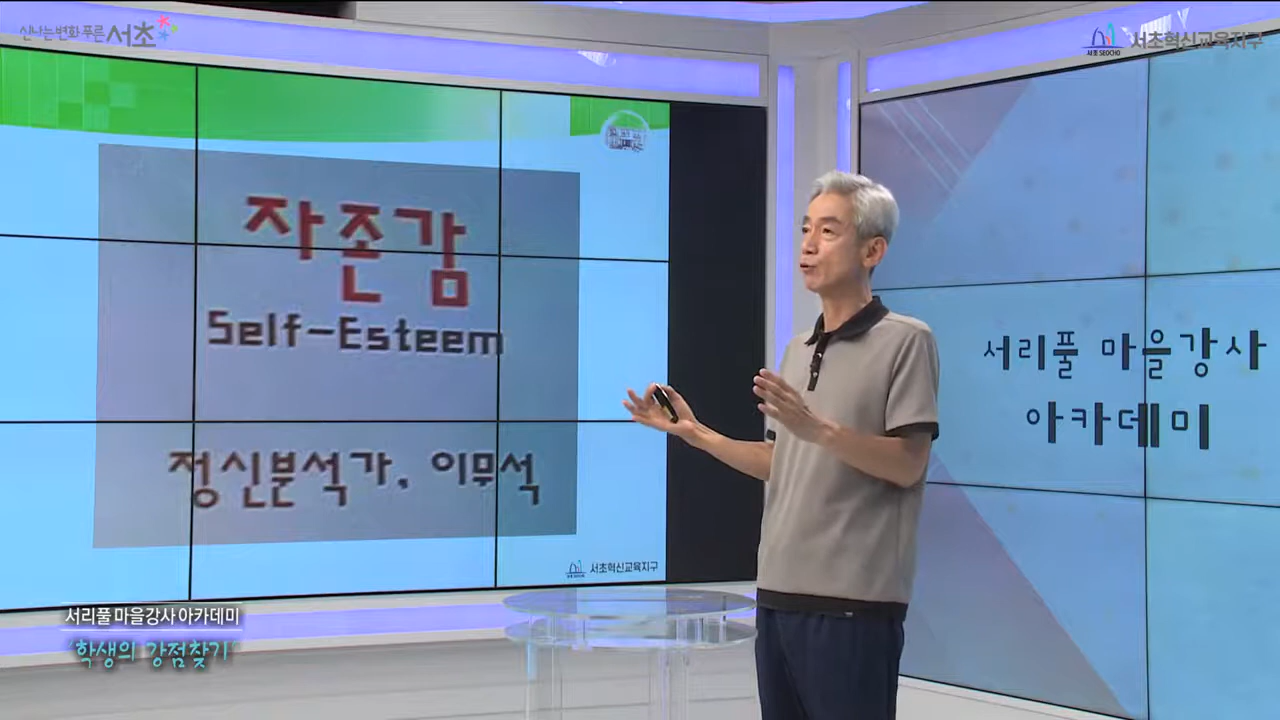 신나는 변화 푸른 서초
서초 SEOCHO
서초혁신교육지구
자존감
Self-Esteem
정신분석가, 이무석
서초혁신교육지구
서리풀 마을강사
아카데미
서리풀 마을강사 아카데미
학생의 강점찾기